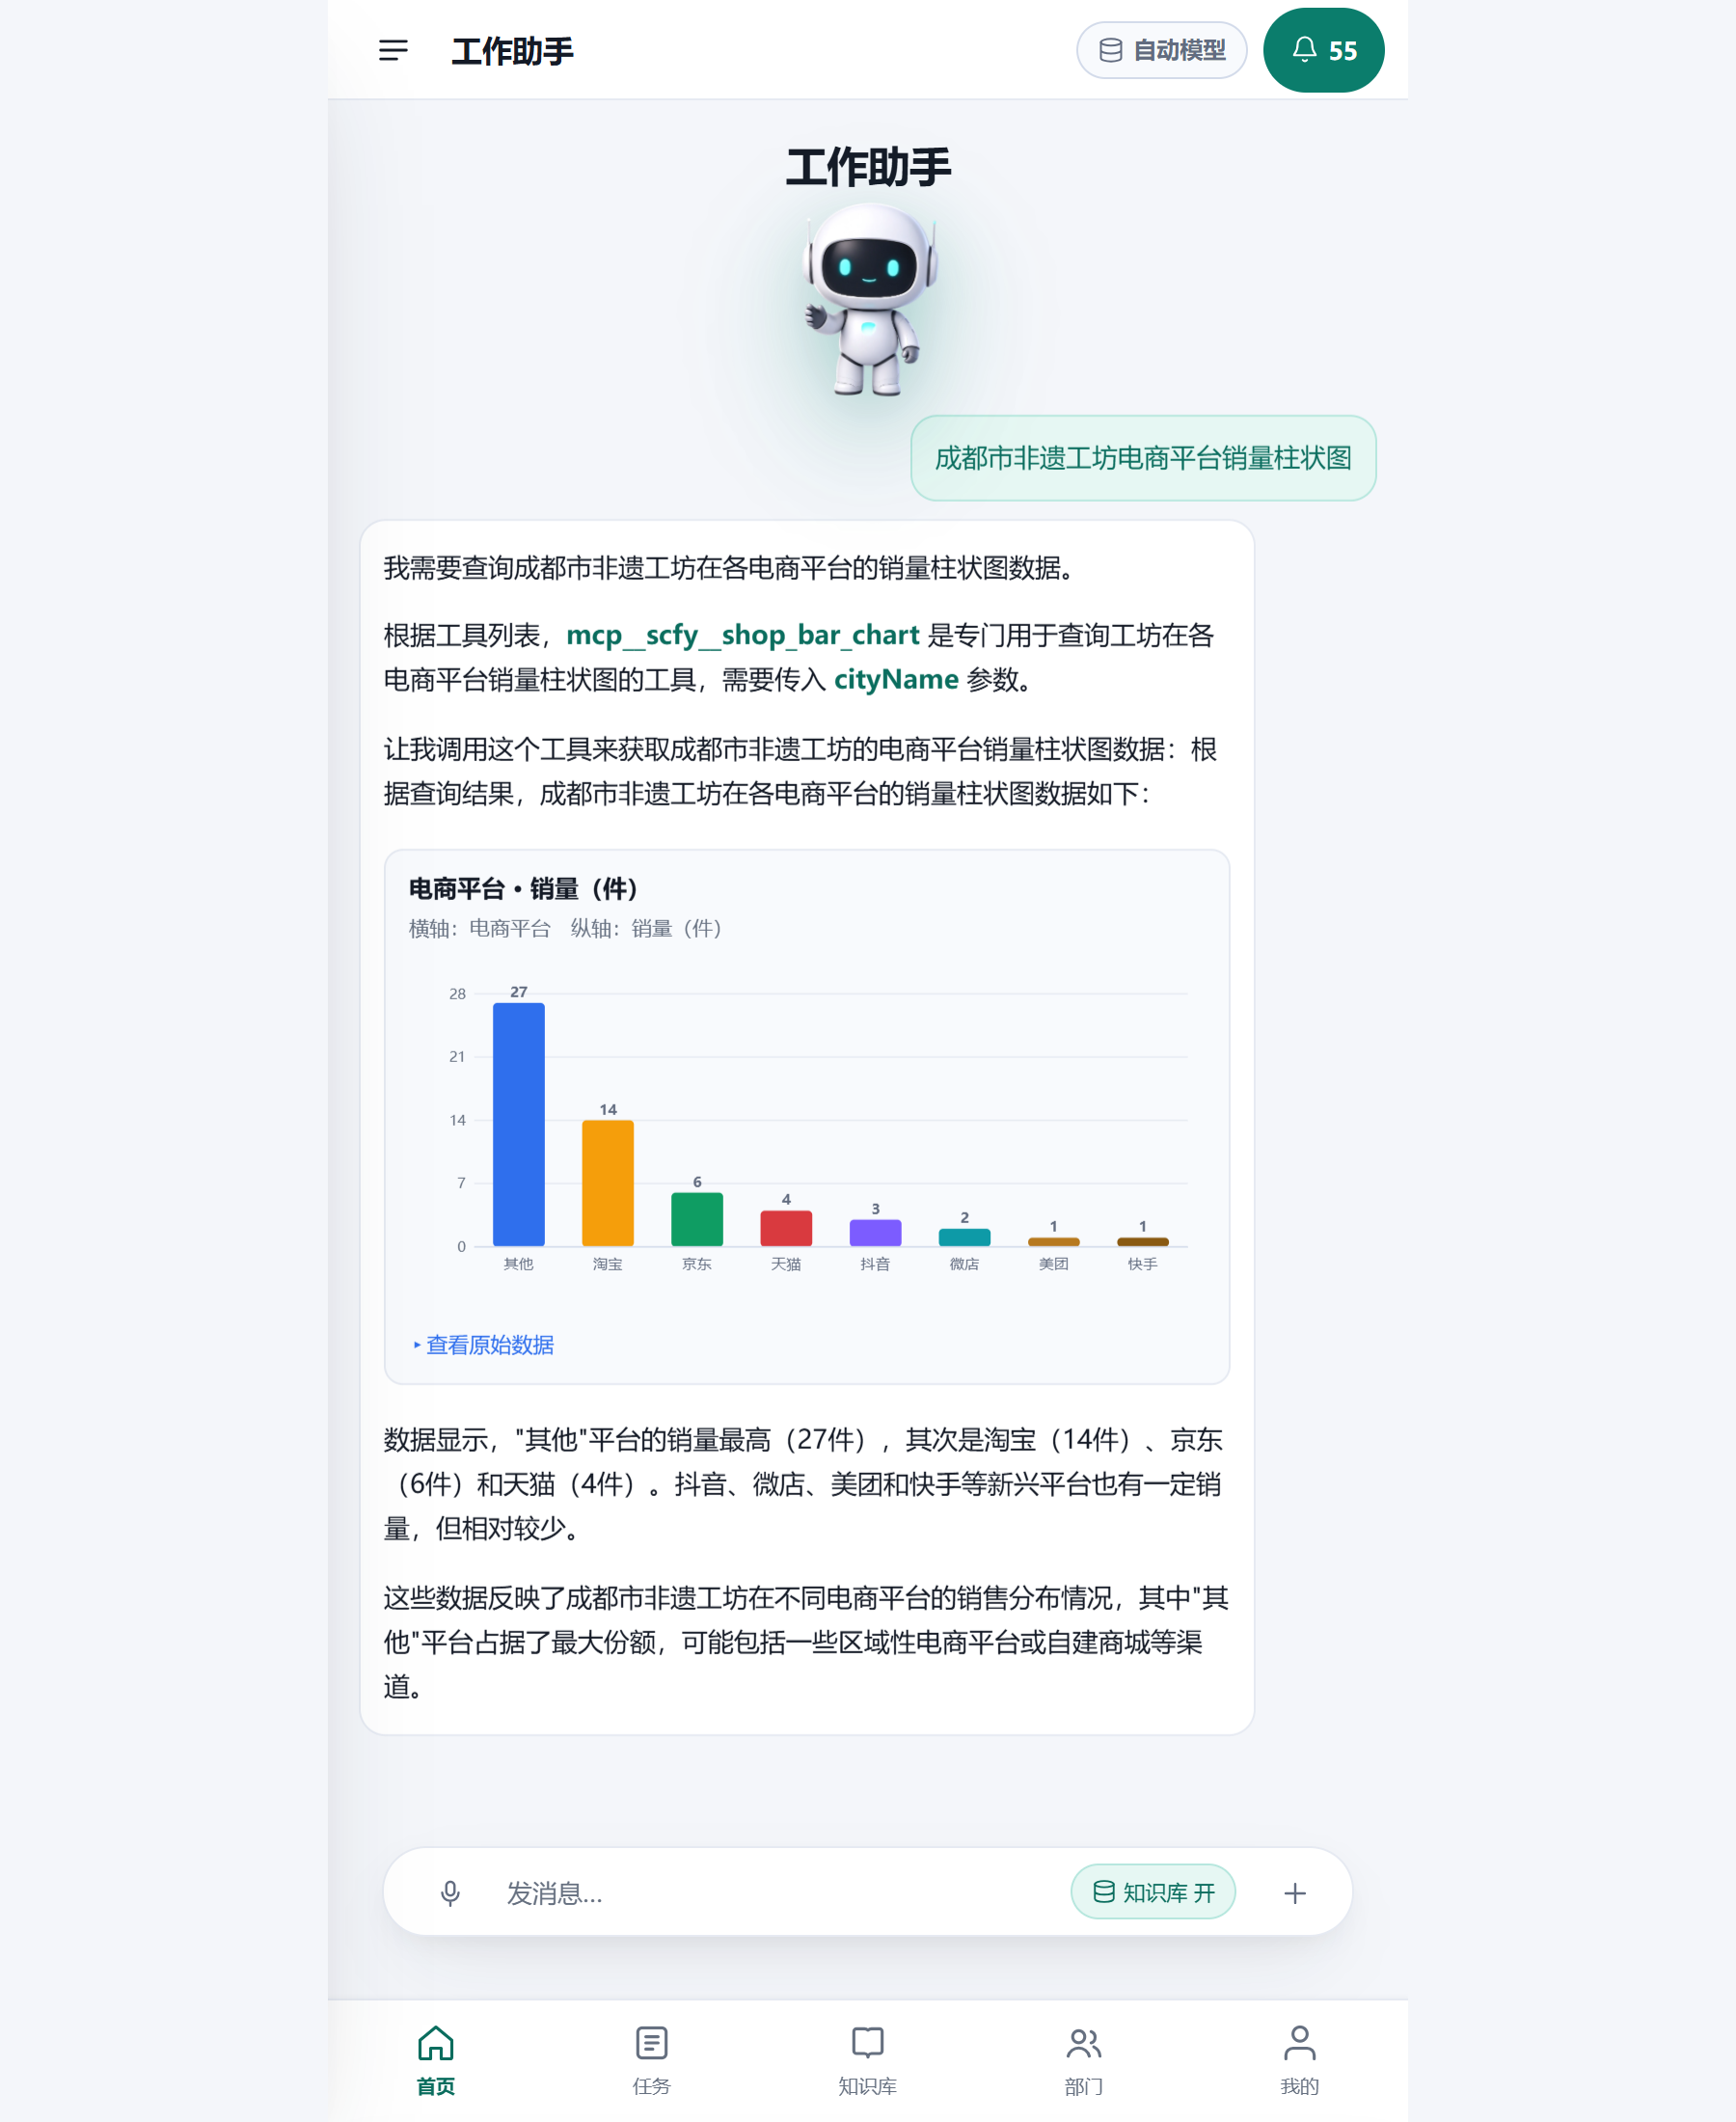 工作助手
自动模型
55
工作助手
成都市非遗工坊电商平台销量柱状图
我需要查询成都市非遗工坊在各电商平台的销量柱状图数据。
根据工具列表，mcp__scfy__shop_bar_chart 是专门用于查询工坊在各
电商平台销量柱状图的工具，需要传入 cityName 参数。
让我调用这个工具来获取成都市非遗工坊的电商平台销量柱状图数据：根
据查询结果，成都市非遗工坊在各电商平台的销量柱状图数据如下：
电商平台 • 销量（件）
横轴：电商平台 纵轴：销量（件）
28
21
14
7
0
27
14
6
4
3
2
1
1
其他
淘宝
京东
天猫
抖音
微店
美团
快手
▸ 查看原始数据
数据显示，"其他"平台的销量最高（27件），其次是淘宝（14件）、京东
（6件）和天猫（4件）。抖音、微店、美团和快手等新兴平台也有一定销
量，但相对较少。
这些数据反映了成都市非遗工坊在不同电商平台的销售分布情况，其中"其
他"平台占据了最大份额，可能包括一些区域性电商平台或自建商城等渠
道。
发消息...
知识库 开
首页
任务
知识库
部门
我的